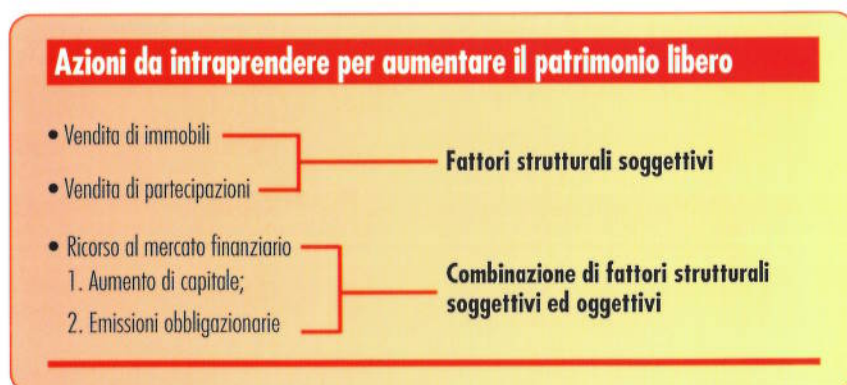 Azioni da intraprendere per aumentare il patrimonio libero
• Vendita di immobili
• Vendita di partecipazioni
Fattori strutturali soggettivi
• Ricorso al mercato finanziario
1. Aumento di capitale;
2. Emissioni obbligazionarie
Combinazione di fattori strutturali
soggettivi ed oggettivi